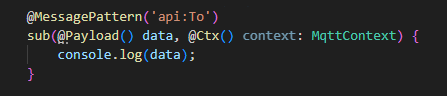 @MessagePattern('api:To')
sub(@Payload() data, @Ctx() context: MqttContext) {
console.log(data);
}